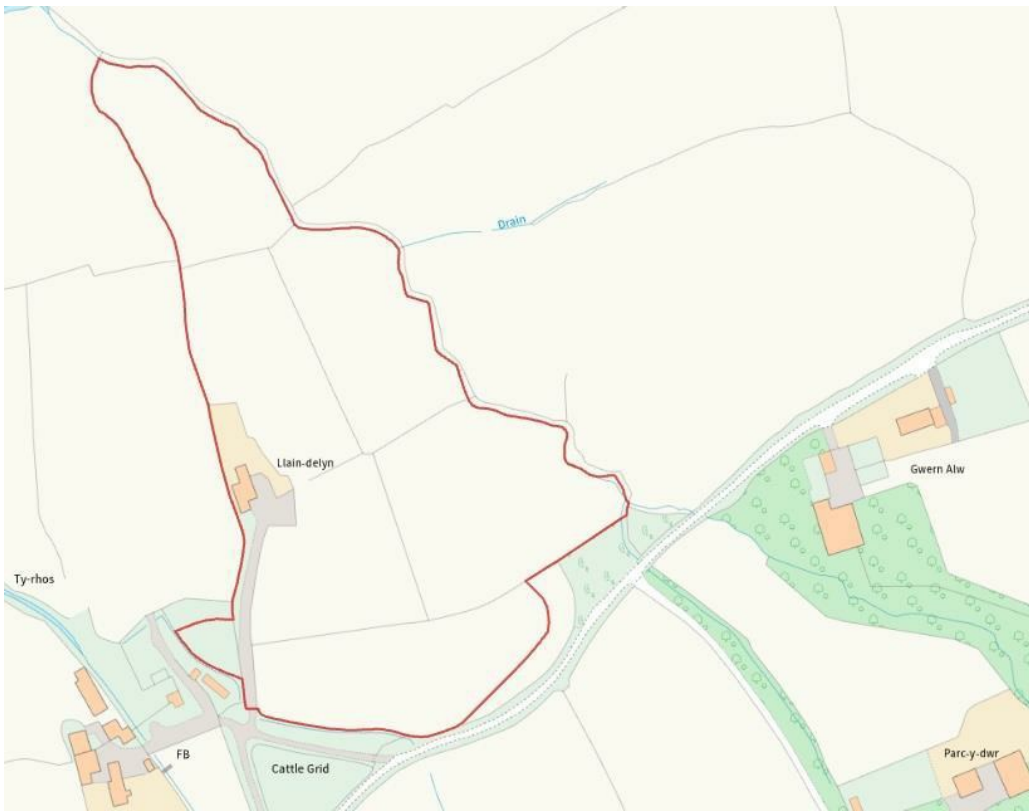 Drain
Llain-delyn
Gwern Alw
Ty-rhos
FB
Cattle Grid
Parc-y-dwr